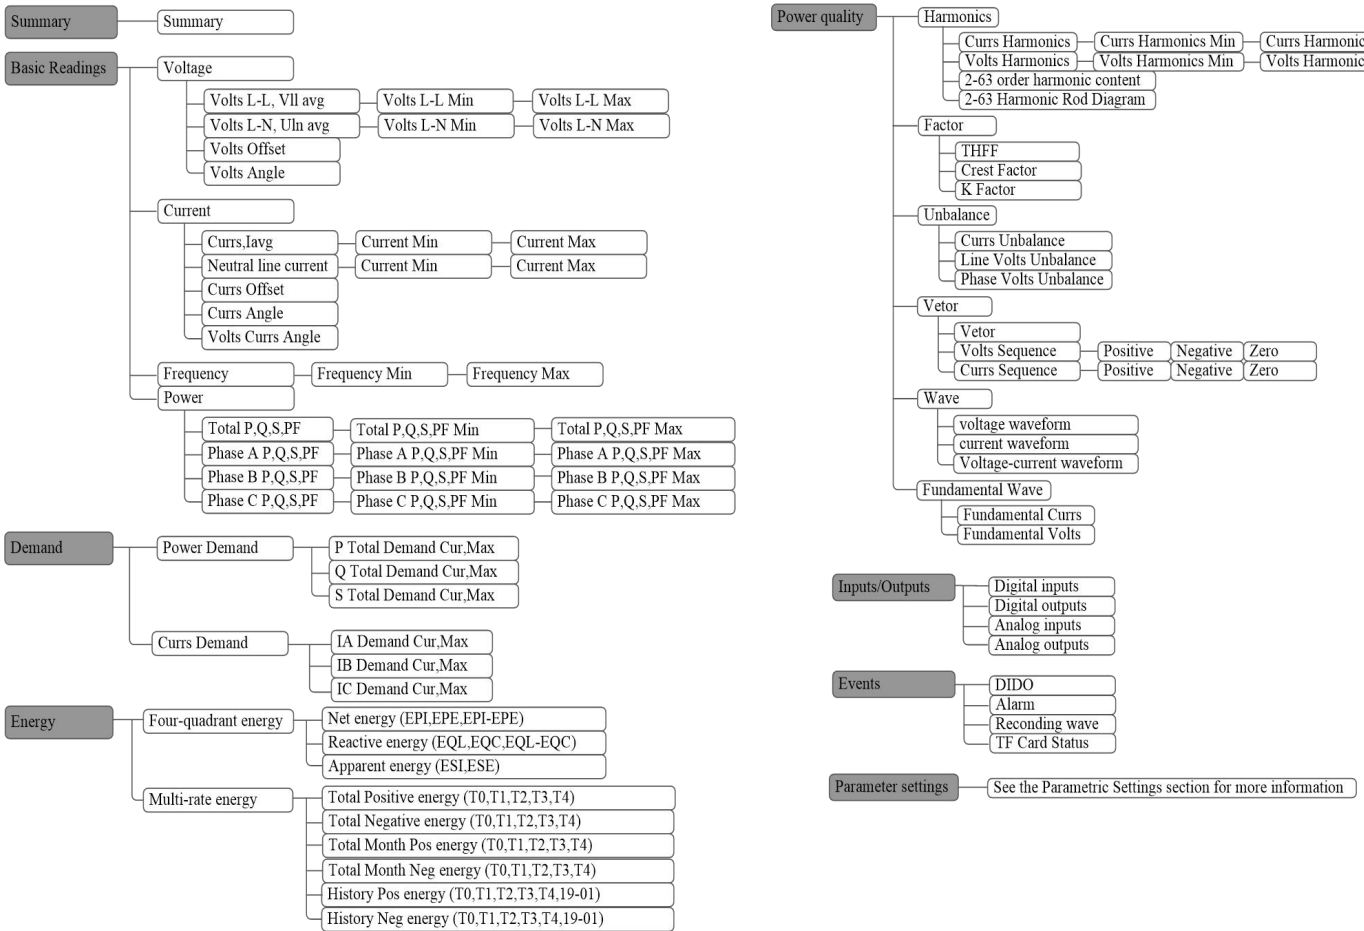 Summary
Summary
Basic Readings
Voltage
Volts L-L, Vll avg
Volts L-L Min
Volts L-L Max
Volts L-N, Uln avg
Volts L-N Min
Volts L-N Max
Volts Offset
Volts Angle
Current
Currs,Iavg
Current Min
Current Max
Neutral line current
Current Min
Current Max
Currs Offset
Currs Angle
Volts Currs Angle
Frequency
Frequency Min
Frequency Max
Power
Total P,Q,S,PF
Total P,Q,S,PF Min
Total P,Q,S,PF Max
Phase A P,Q,S,PF
Phase A P,Q,S,PF Min
Phase A P,Q,S,PF Max
Phase B P,Q,S,PF
Phase B P,Q,S,PF Min
Phase B P,Q,S,PF Max
Phase C P,Q,S,PF
Phase C P,Q,S,PF Min
Phase C P,Q,S,PF Max
Demand
Power Demand
P Total Demand Cur,Max
Q Total Demand Cur,Max
S Total Demand Cur,Max
Currs Demand
IA Demand Cur,Max
IB Demand Cur,Max
IC Demand Cur,Max
Energy
Four-quadrant energy
Net energy (EPI,EPE,EPI-EPE)
Reactive energy (EQL,EQC,EQL-EQC)
Apparent energy (ESI,ESE)
Multi-rate energy
Total Positive energy (T0,T1,T2,T3,T4)
Total Negative energy (T0,T1,T2,T3,T4)
Total Month Pos energy (T0,T1,T2,T3,T4)
Total Month Neg energy (T0,T1,T2,T3,T4)
History Pos energy (T0,T1,T2,T3,T4,19-01)
History Neg energy (T0,T1,T2,T3,T4,19-01)
Power quality
Harmonics
Currs Harmonics
Currs Harmonics Min
Currs Harmonic
Volts Harmonics
Volts Harmonics Min
Volts Harmonic
2-63 order harmonic content
2-63 Harmonic Rod Diagram
Factor
THFF
Crest Factor
K Factor
Unbalance
Currs Unbalance
Line Volts Unbalance
Phase Volts Unbalance
Vetor
Vetor
Volts Sequence
Positive
Negative
Zero
Currs Sequence
Positive
Negative
Zero
Wave
voltage waveform
current waveform
Voltage-current waveform
Fundamental Wave
Fundamental Currs
Fundamental Volts
Inputs/Outputs
Digital inputs
Digital outputs
Analog inputs
Analog outputs
Events
DIDO
Alarm
Reconding wave
TF Card Status
Parameter settings
See the Parametric Settings section for more information